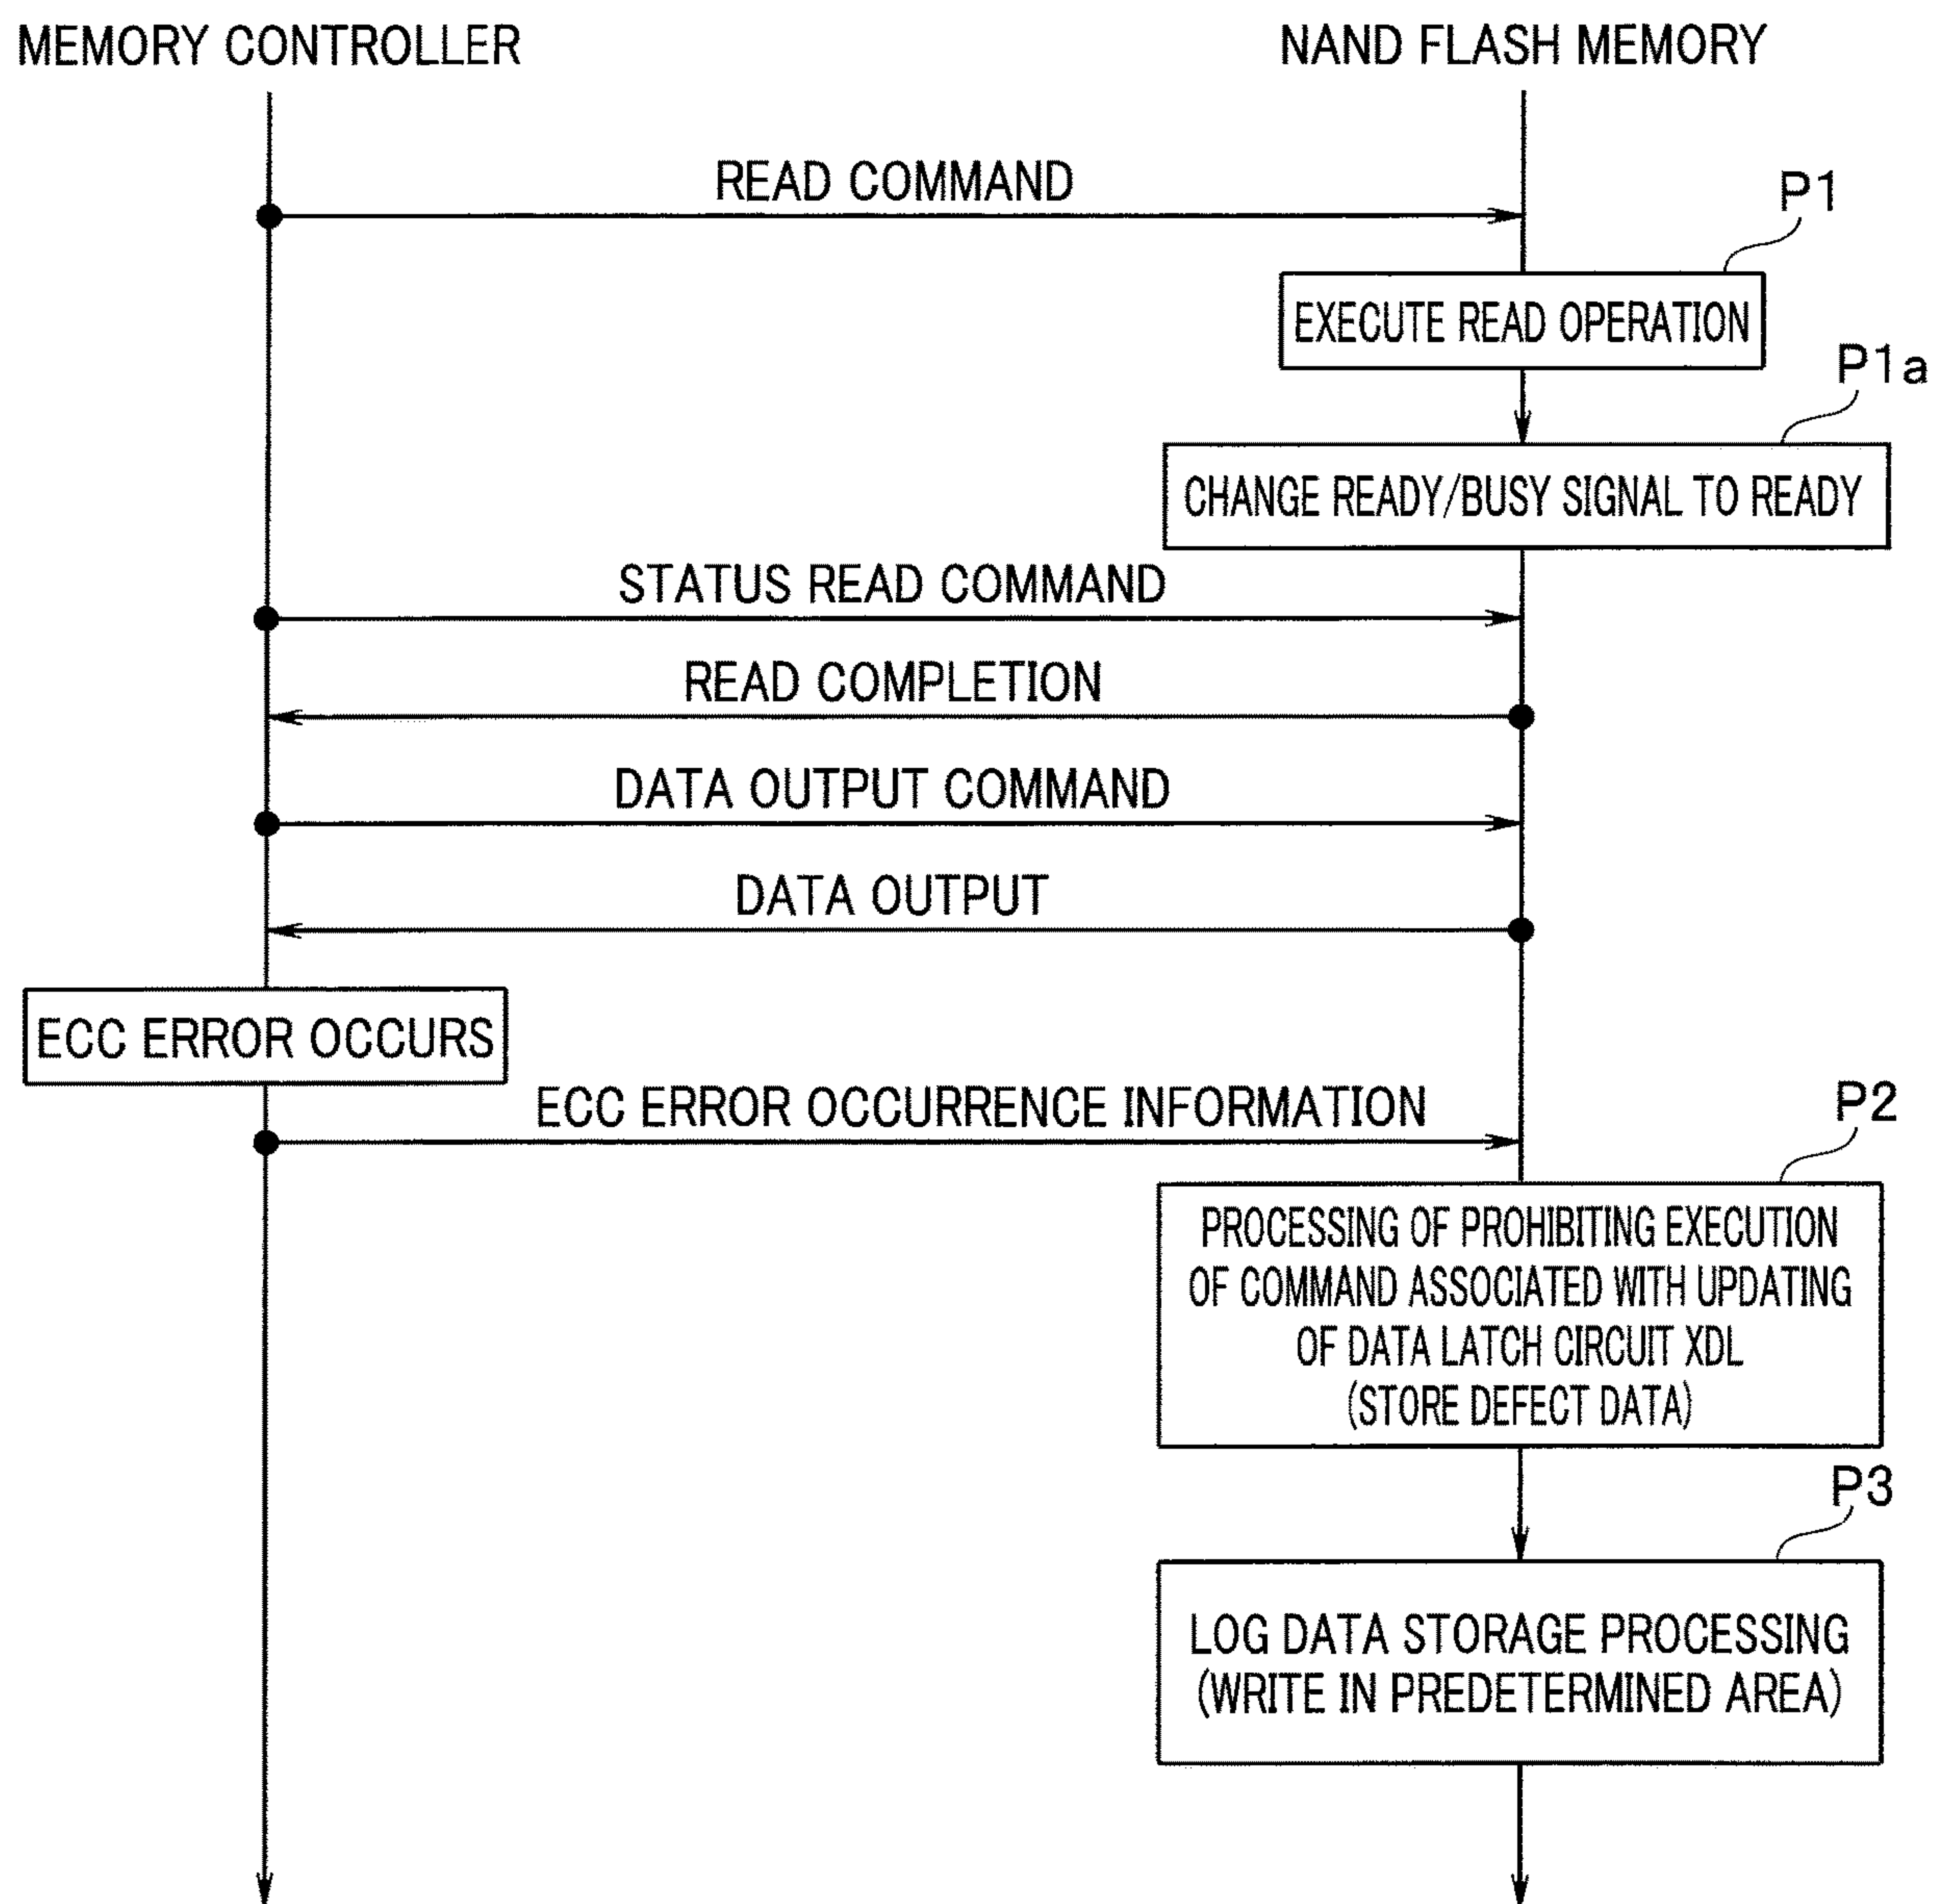 MEMORY CONTROLLER
NAND FLASH MEMORY
READ COMMAND
P1
EXECUTE READ OPERATION
P1a
CHANGE READY/BUSY SIGNAL TO READY
STATUS READ COMMAND
READ COMPLETION
DATA OUTPUT COMMAND
DATA OUTPUT
ECC ERROR OCCURS
ECC ERROR OCCURRENCE INFORMATION
P2
PROCESSING OF PROHIBITING EXECUTION
OF COMMAND ASSOCIATED WITH UPDATING
OF DATA LATCH CIRCUIT XDL
(STORE DEFECT DATA)
P3
LOG DATA STORAGE PROCESSING
(WRITE IN PREDETERMINED AREA)